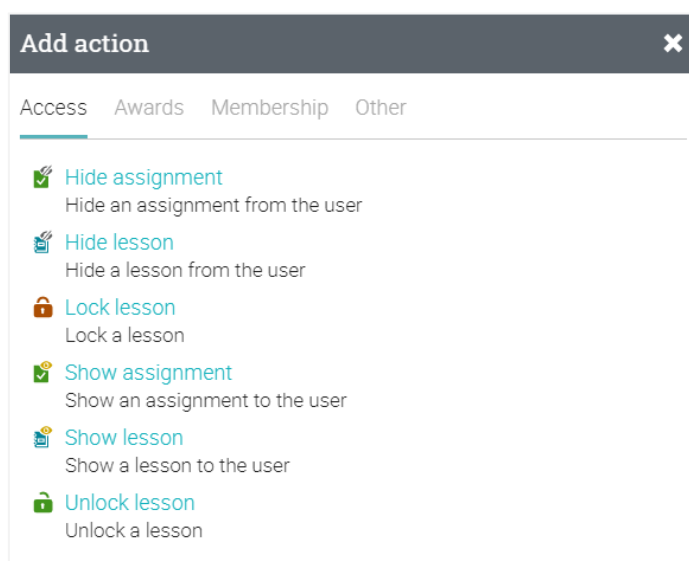 Add action
Access Awards Membership Other
Hide assignment
Hide an assignment from the user
Hide lesson
Hide a lesson from the user
Lock lesson
Lock a lesson
Show assignment
Show an assignment to the user
Show lesson
Show a lesson to the user
Unlock lesson
Unlock a lesson